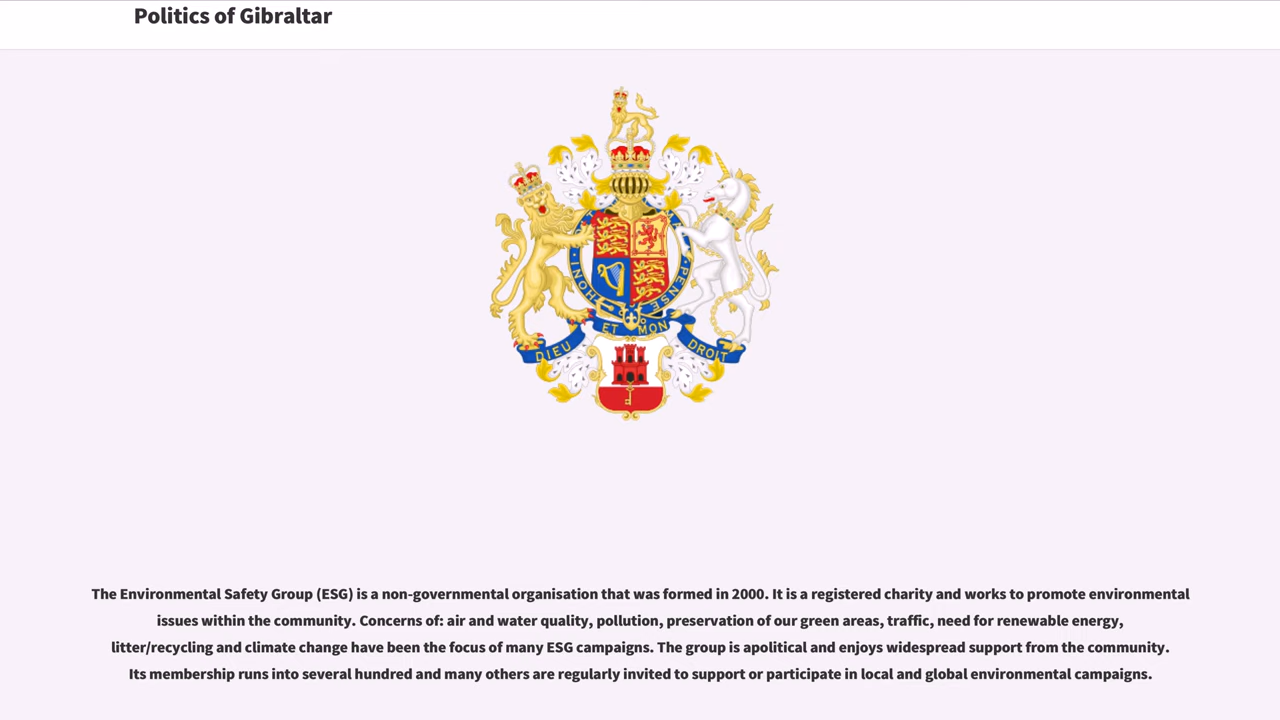 Politics of Gibraltar
HONI
PENSE
DIEU ET MON DROIT
The Environmental Safety Group (ESG) is a non-governmental organisation that was formed in 2000. It is a registered charity and works to promote environmental
issues within the community. Concerns of: air and water quality, pollution, preservation of our green areas, traffic, need for renewable energy,
litter/recycling and climate change have been the focus of many ESG campaigns. The group is apolitical and enjoys widespread support from the community.
Its membership runs into several hundred and many others are regularly invited to support or participate in local and global environmental campaigns.